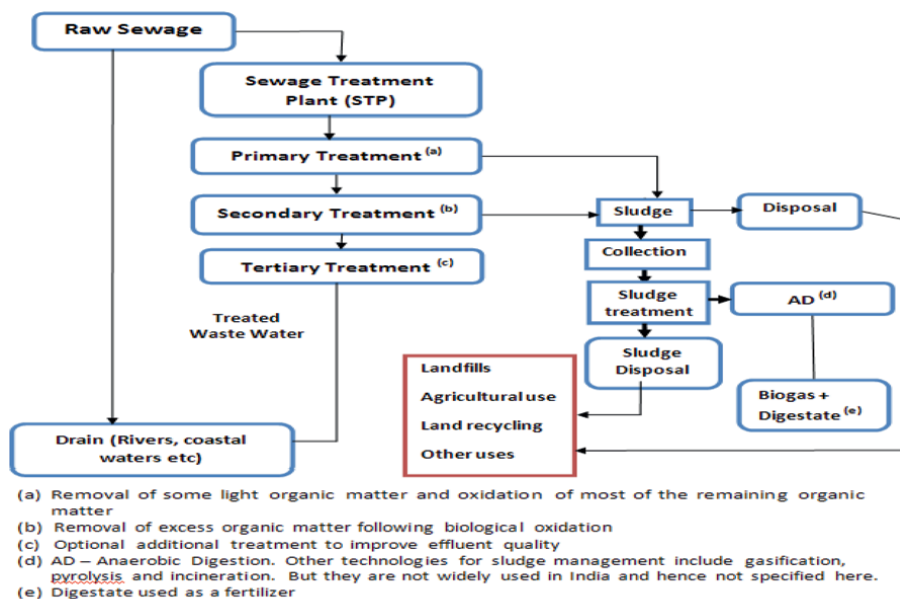 Raw Sewage
Sewage Treatment
Plant (STP)
Primary Treatment (a)
Secondary Treatment (b)
Sludge
Disposal
Collection
Tertiary Treatment (c)
Sludge
treatment
AD (d)
Treated
Waste Water
Sludge
Disposal
Landfills
Agricultural use
Land recycling
Other uses
Biogas +
Digestate (e)
Drain (Rivers, coastal
waters etc)
(a) Removal of some light organic matter and oxidation of most of the remaining organic
matter
(b) Removal of excess organic matter following biological oxidation
(c) Optional additional treatment to improve effluent quality
(d) AD – Anaerobic Digestion. Other technologies for sludge management include gasification,
pyrolysis and incineration. But they are not widely used in India and hence not specified here.
(e) Digestate used as a fertilizer